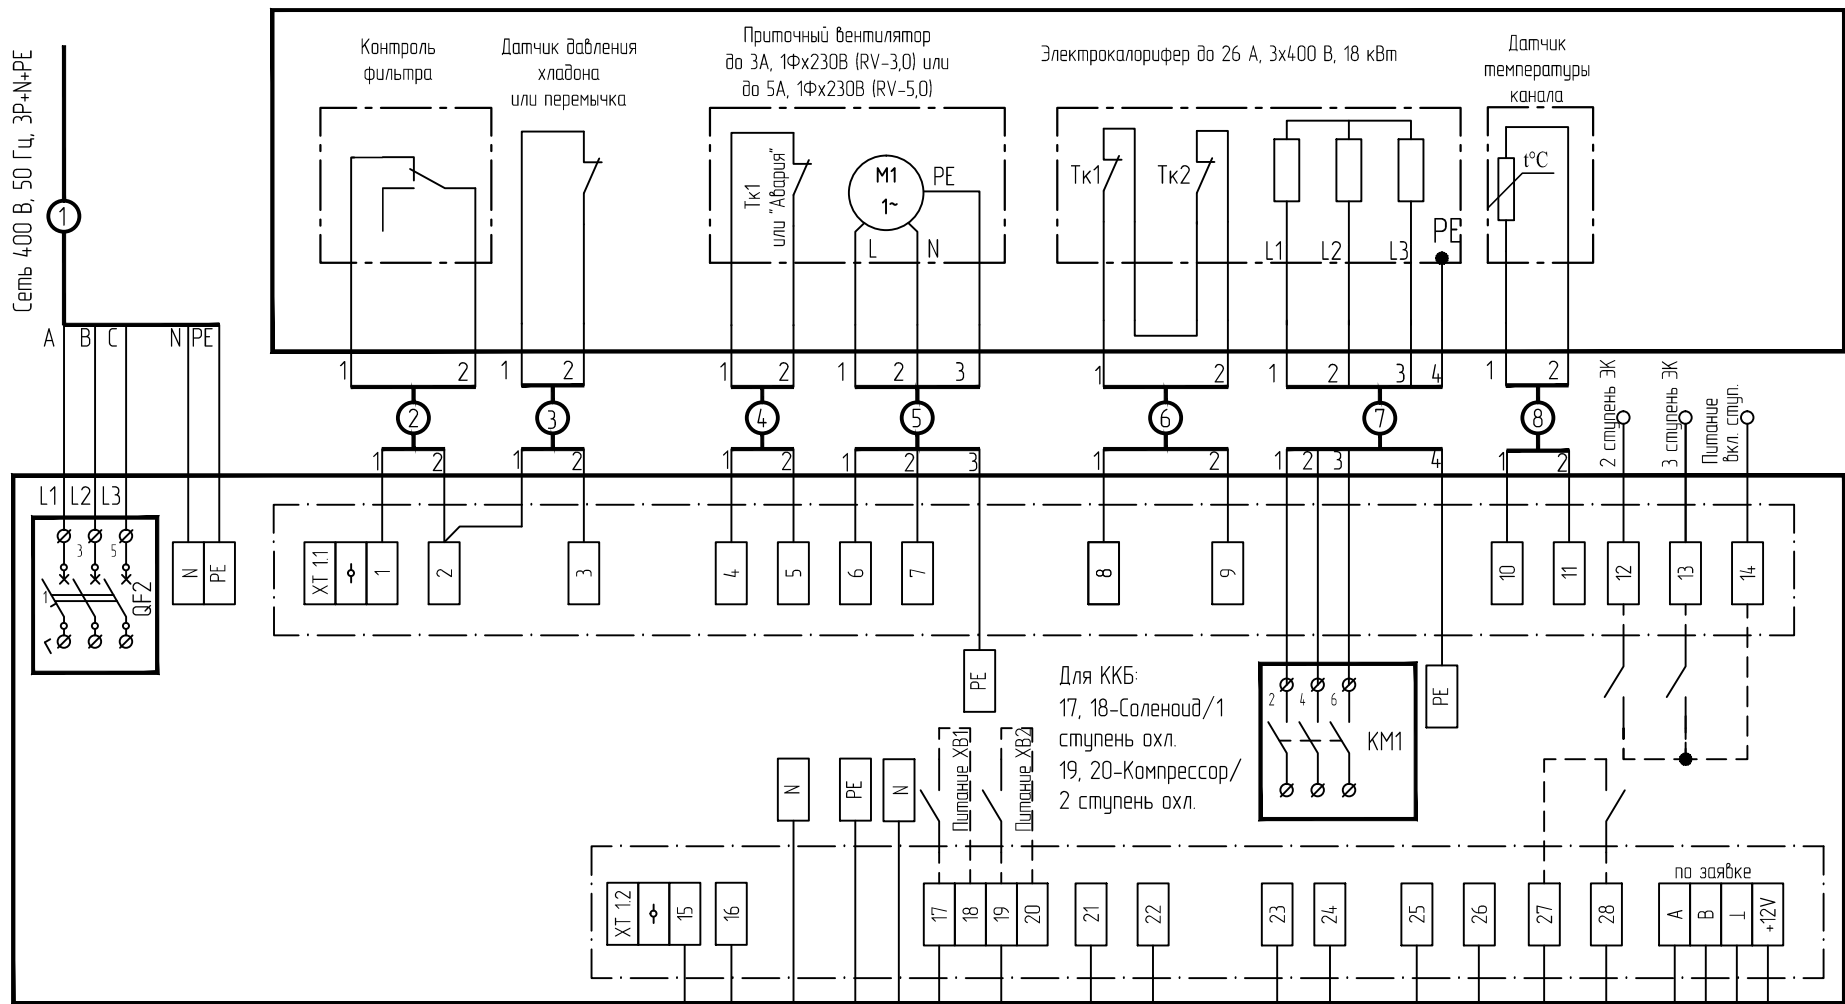 Сеть 400 В, 50 Гц, 3P+N+PE
1
A B C N PE
Контроль
фильтра
Датчик давления
хладона
или перемычка
Приточный вентилятор
до 3А, 1Фх230В (RV-3,0) или
до 5А, 1Фх230В (RV-5,0)
Электрокалорифер до 26 А, 3х400 В, 18 кВт
Датчик
температуры
канала
Тк1
или "Авария"
M1
1~
PE
L N
Тк1 Тк2
L1 L2 L3 PE
t°C
1 2 1 2 1 2 1 2 3 1 2 1 2 3 4 1 2
2 3 4 5 6 7 8
2 ступень ЭК
3 ступень ЭК
Питание
вкл. ступ.
1 2 1 2 1 2 1 2 3 1 2 1 2 3 4 1 2
L1 L2 L3
3 5
1
QF2
N PE
XT 1.1 1 2 3 4 5 6 7 8 9 10 11 12 13 14
PE
Для ККБ:
17, 18-Соленоид/1
ступень охл.
19, 20-Компрессор/
2 ступень охл.
2 4 6
KM1
PE
N PE N
Питание ХВ1
Питание ХВ2
по заявке
XT 1.2 15 16 17 18 19 20 21 22 23 24 25 26 27 28 A B ⊥ +12V